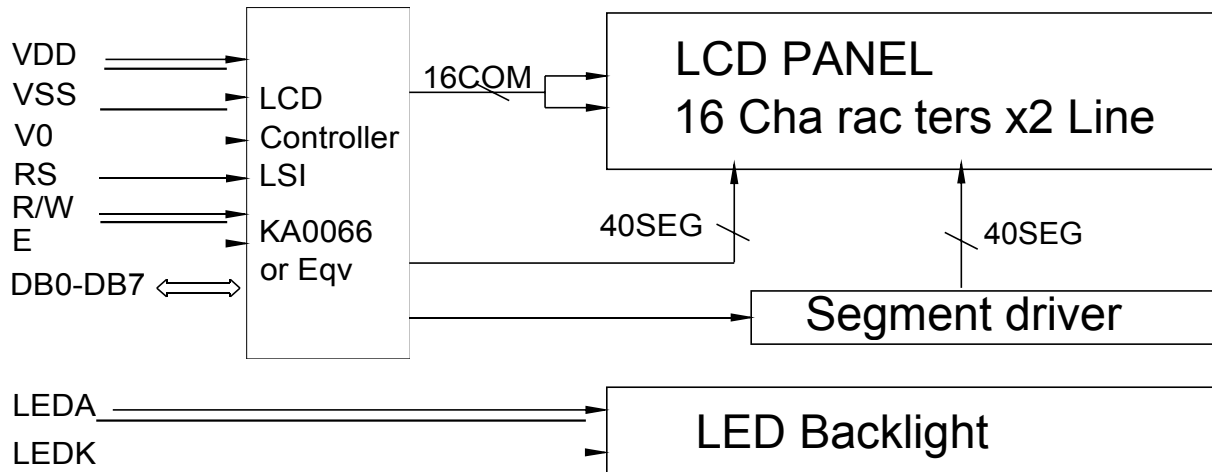 VDD
VSS
V0
RS
R/W
E
DB0-DB7
LCD
Controller
LSI
KA0066
or Eqv
16COM
LCD PANEL
16 Cha rac ters x2 Line
40SEG
40SEG
Segment driver
LEDA
LEDK
LED Backlight